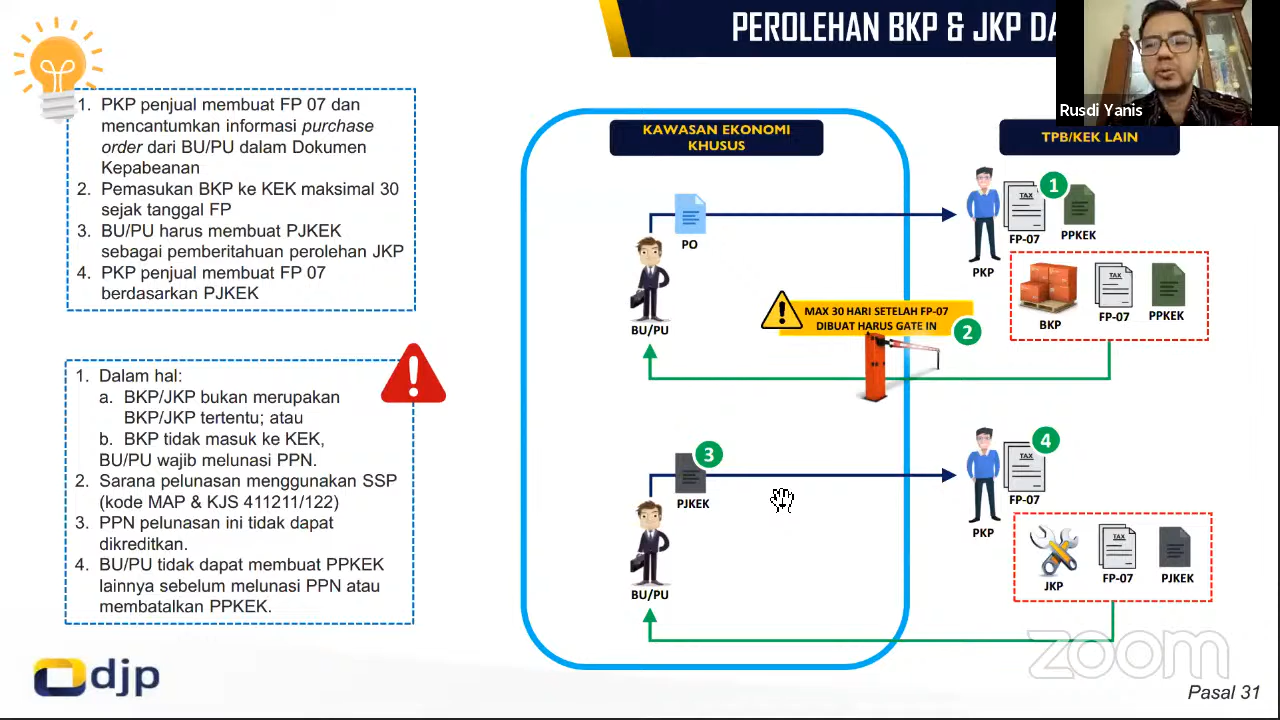 PEROLEHAN BKP & JKP
Rusdi Yanis
1. PKP penjual membuat FP 07 dan
mencantumkan informasi purchase
order dari BU/PU dalam Dokumen
Kepabeanan
2. Pemasukan BKP ke KEK maksimal 30
sejak tanggal FP
3. BU/PU harus membuat PJKEK
sebagai pemberitahuan perolehan JKP
4. PKP penjual membuat FP 07
berdasarkan PJKEK
1. Dalam hal:
a. BKP/JKP bukan merupakan
BKP/JKP tertentu; atau
b. BKP tidak masuk ke KEK,
BU/PU wajib melunasi PPN.
2. Sarana pelunasan menggunakan SSP
(kode MAP & KJS 411211/122)
3. PPN pelunasan ini tidak dapat
dikreditkan.
4. BU/PU tidak dapat membuat PPKEK
lainnya sebelum melunasi PPN atau
membatalkan PPKEK.
KAWASAN EKONOMI
KHUSUS
TPB/KEK LAIN
PO
BU/PU
1
TAX
FP-07
PPKEK
PKP
TAX
BKP
FP-07
PPKEK
MAX 30 HARI SETELAH FP-07
DIBUAT HARUS GATE IN
2
3
PJKEK
BU/PU
4
TAX
FP-07
PKP
TAX
JKP
FP-07
PJKEK
zoom
djp
Pasal 31